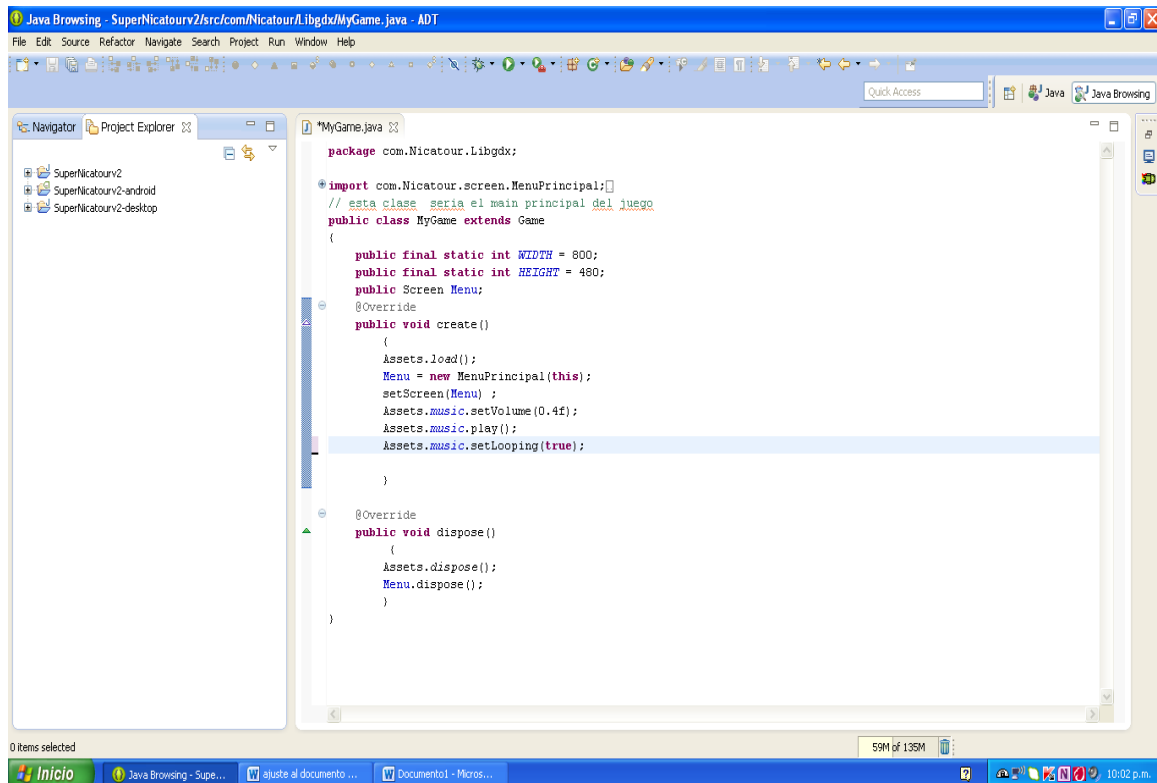 Java Browsing - SuperNicatourv2/src/com/Nicatour/Libgdx/MyGame.java - ADT
File Edit Source Refactor Navigate Search Project Run Window Help
Quick Access
Java
Java Browsing
Navigator
Project Explorer
*MyGame.java
SuperNicatourv2
SuperNicatourv2-android
SuperNicatourv2-desktop
package com.Nicatour.Libgdx;
import com.Nicatour.screen.MenuPrincipal;
// esta clase seria el main principal del juego
public class MyGame extends Game
{
public final static int WIDTH = 800;
public final static int HEIGHT = 480;
public Screen Menu;
@Override
public void create()
{
Assets.load();
Menu = new MenuPrincipal(this);
setScreen(Menu) ;
Assets.music.setVolume(0.4f);
Assets.music.play();
Assets.music.setLooping(true);
}
@Override
public void dispose()
{
Assets.dispose();
Menu.dispose();
}
}
0 items selected
59M of 135M
Inicio
Java Browsing - Supe...
ajuste al documento ...
Documento1 - Micros...
10:02 p.m.